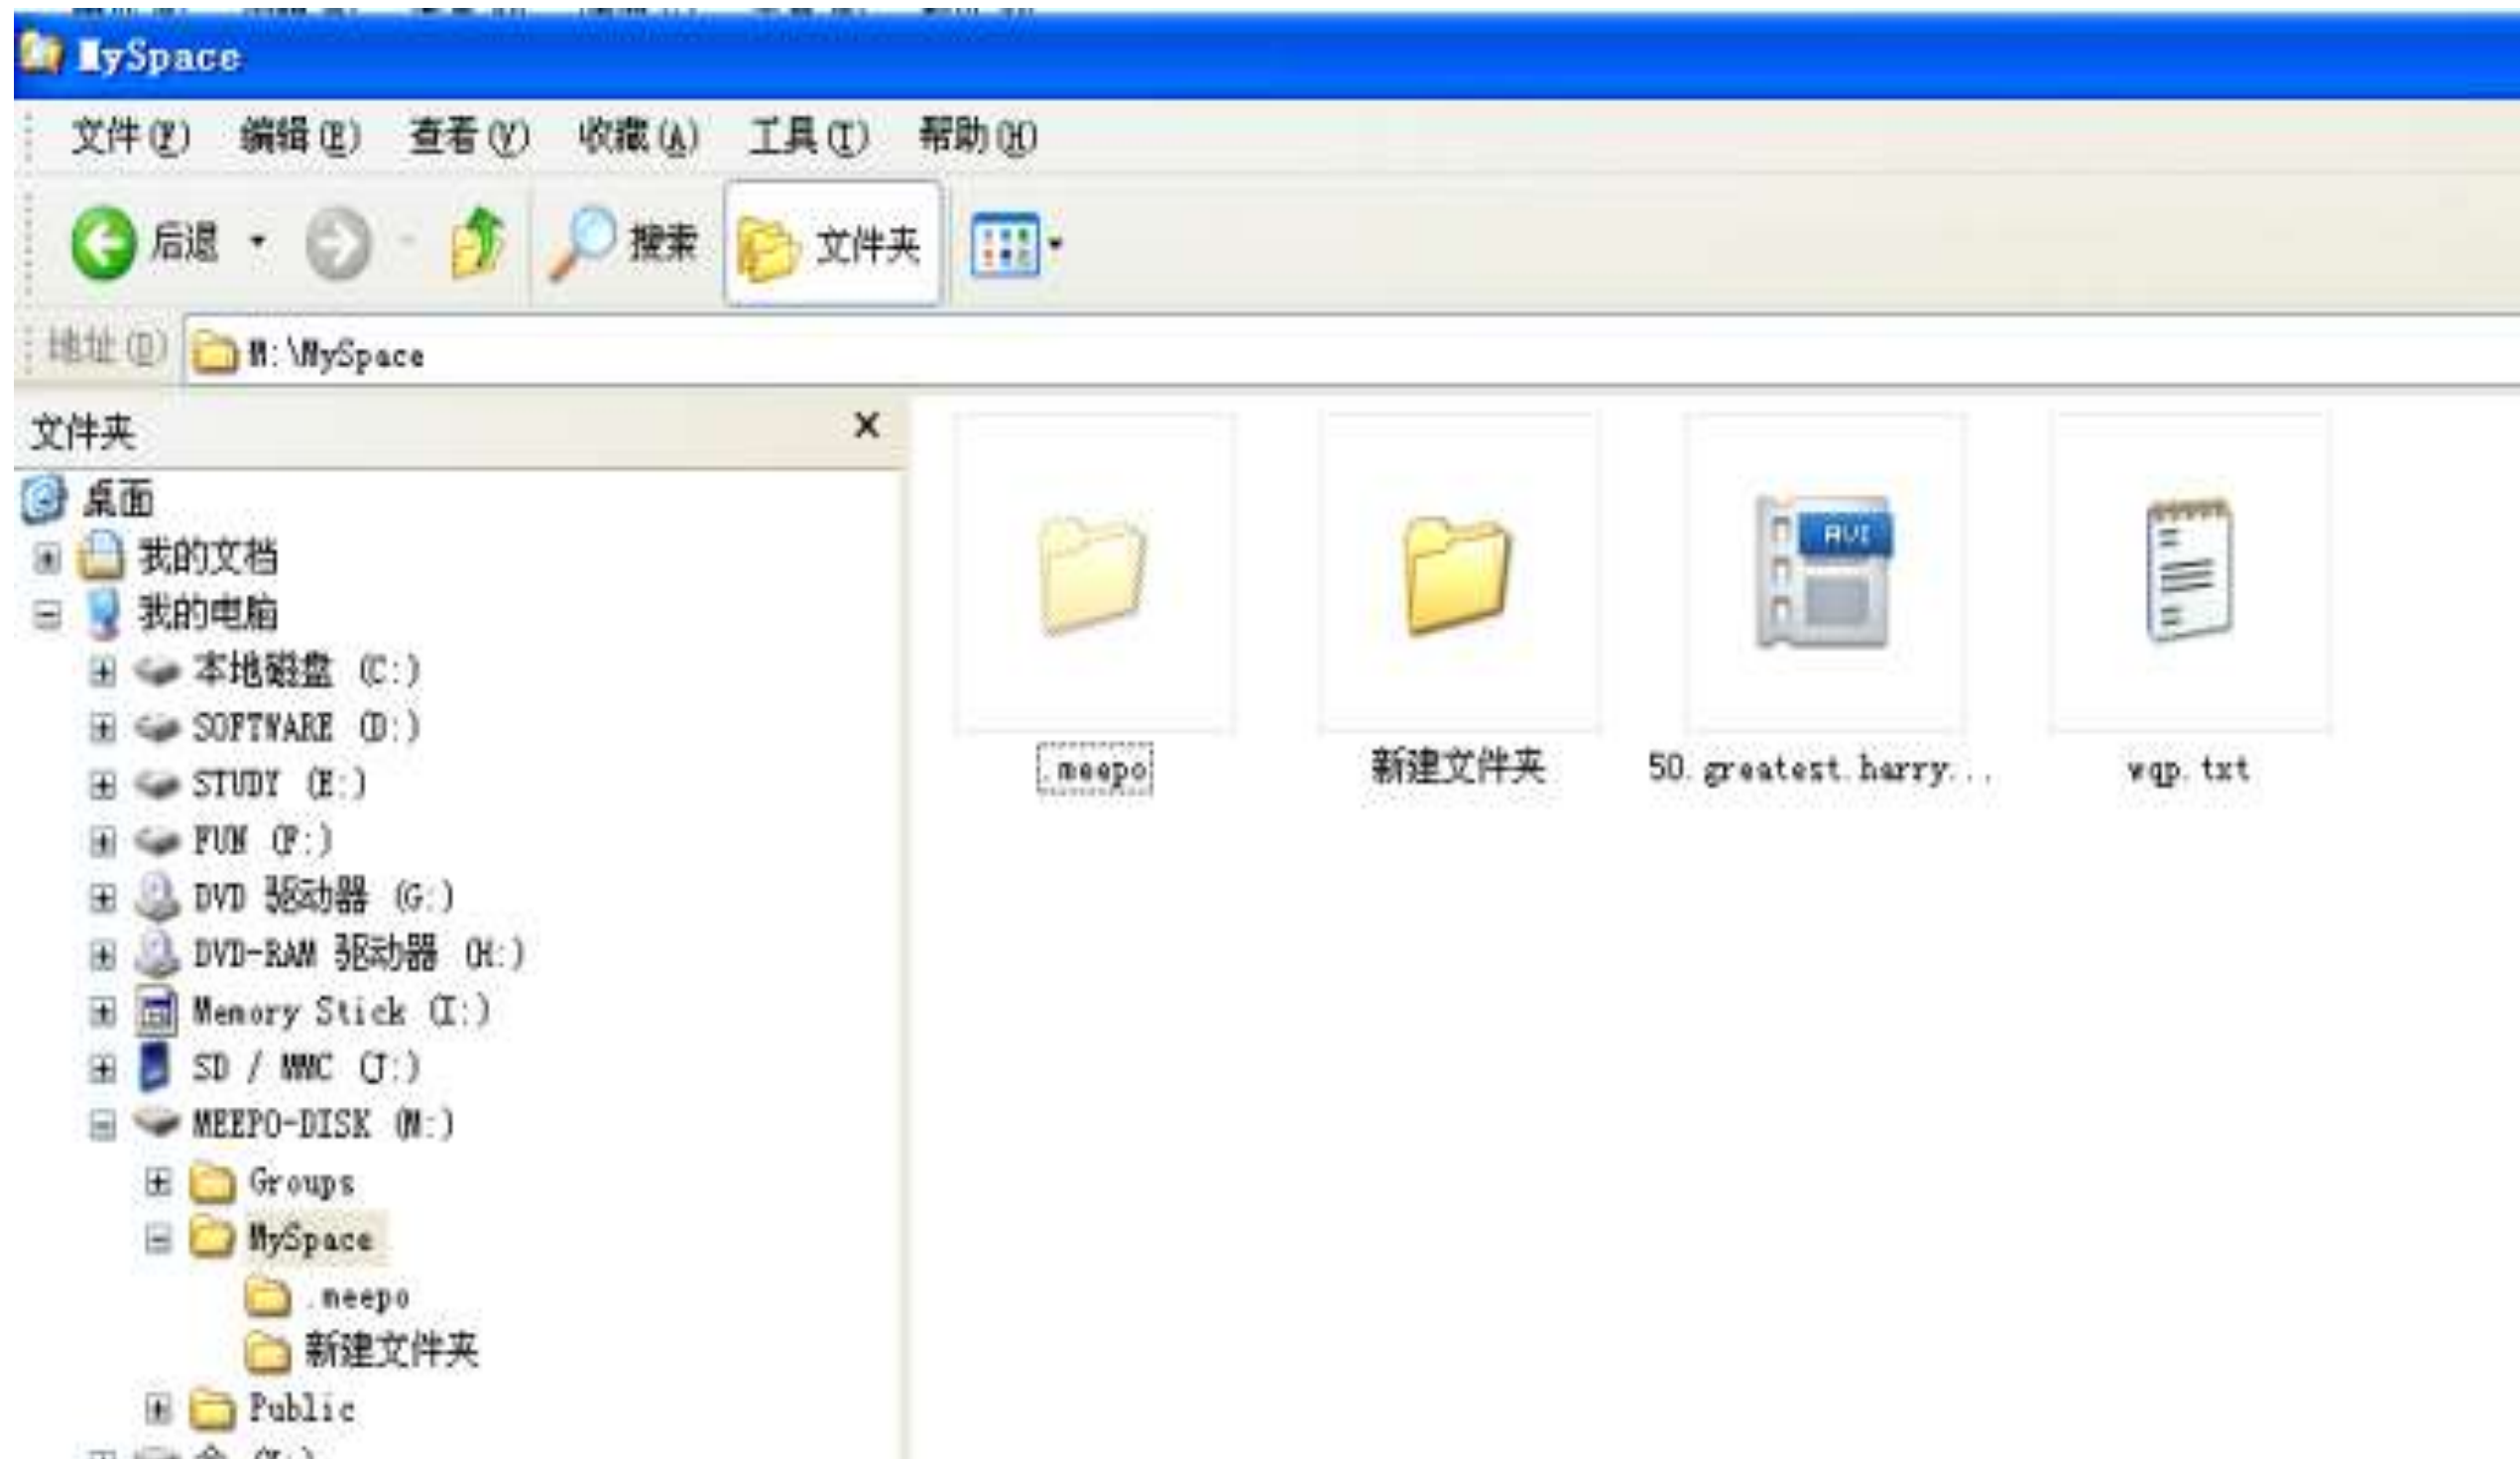 MySpace
文件(F) 编辑(E) 查看(V) 收藏(A) 工具(T) 帮助(H)
后退 搜索 文件夹
地址(D) M:\MySpace
文件夹 X
桌面
我的文档
我的电脑
本地磁盘 (C:)
SOFTWARE (D:)
STUDY (E:)
FUN (F:)
DVD 驱动器 (G:)
DVD-RAM 驱动器 (H:)
Memory Stick (I:)
SD / MMC (J:)
MEEPO-DISK (M:)
Groups
MySpace
.meepo
新建文件夹
Public
AVI
.meepo 新建文件夹 50.greatest.harry... wqp.txt